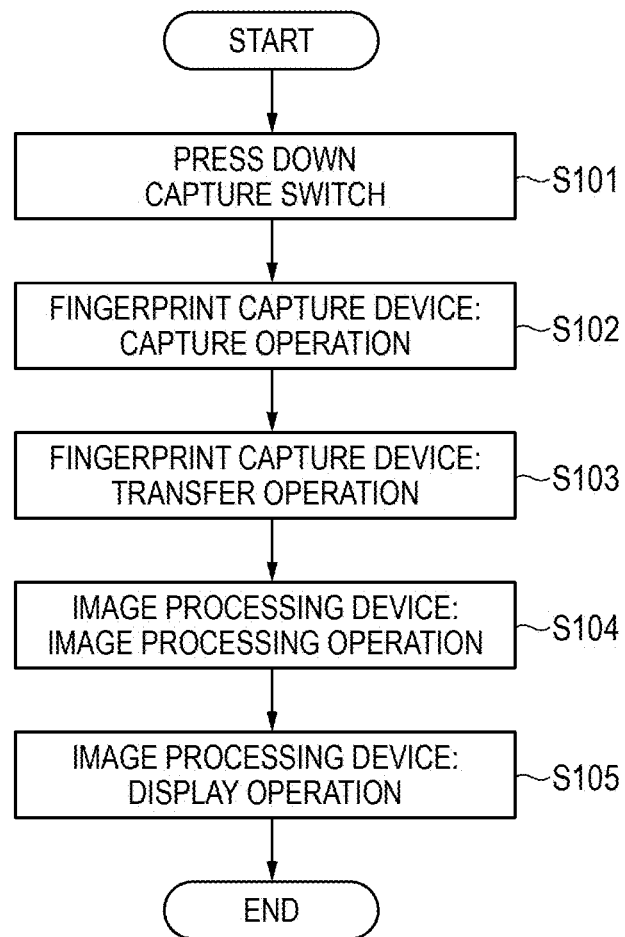 START
PRESS DOWN
CAPTURE SWITCH
S101
FINGERPRINT CAPTURE DEVICE:
CAPTURE OPERATION
S102
FINGERPRINT CAPTURE DEVICE:
TRANSFER OPERATION
S103
IMAGE PROCESSING DEVICE:
IMAGE PROCESSING OPERATION
S104
IMAGE PROCESSING DEVICE:
DISPLAY OPERATION
S105
END